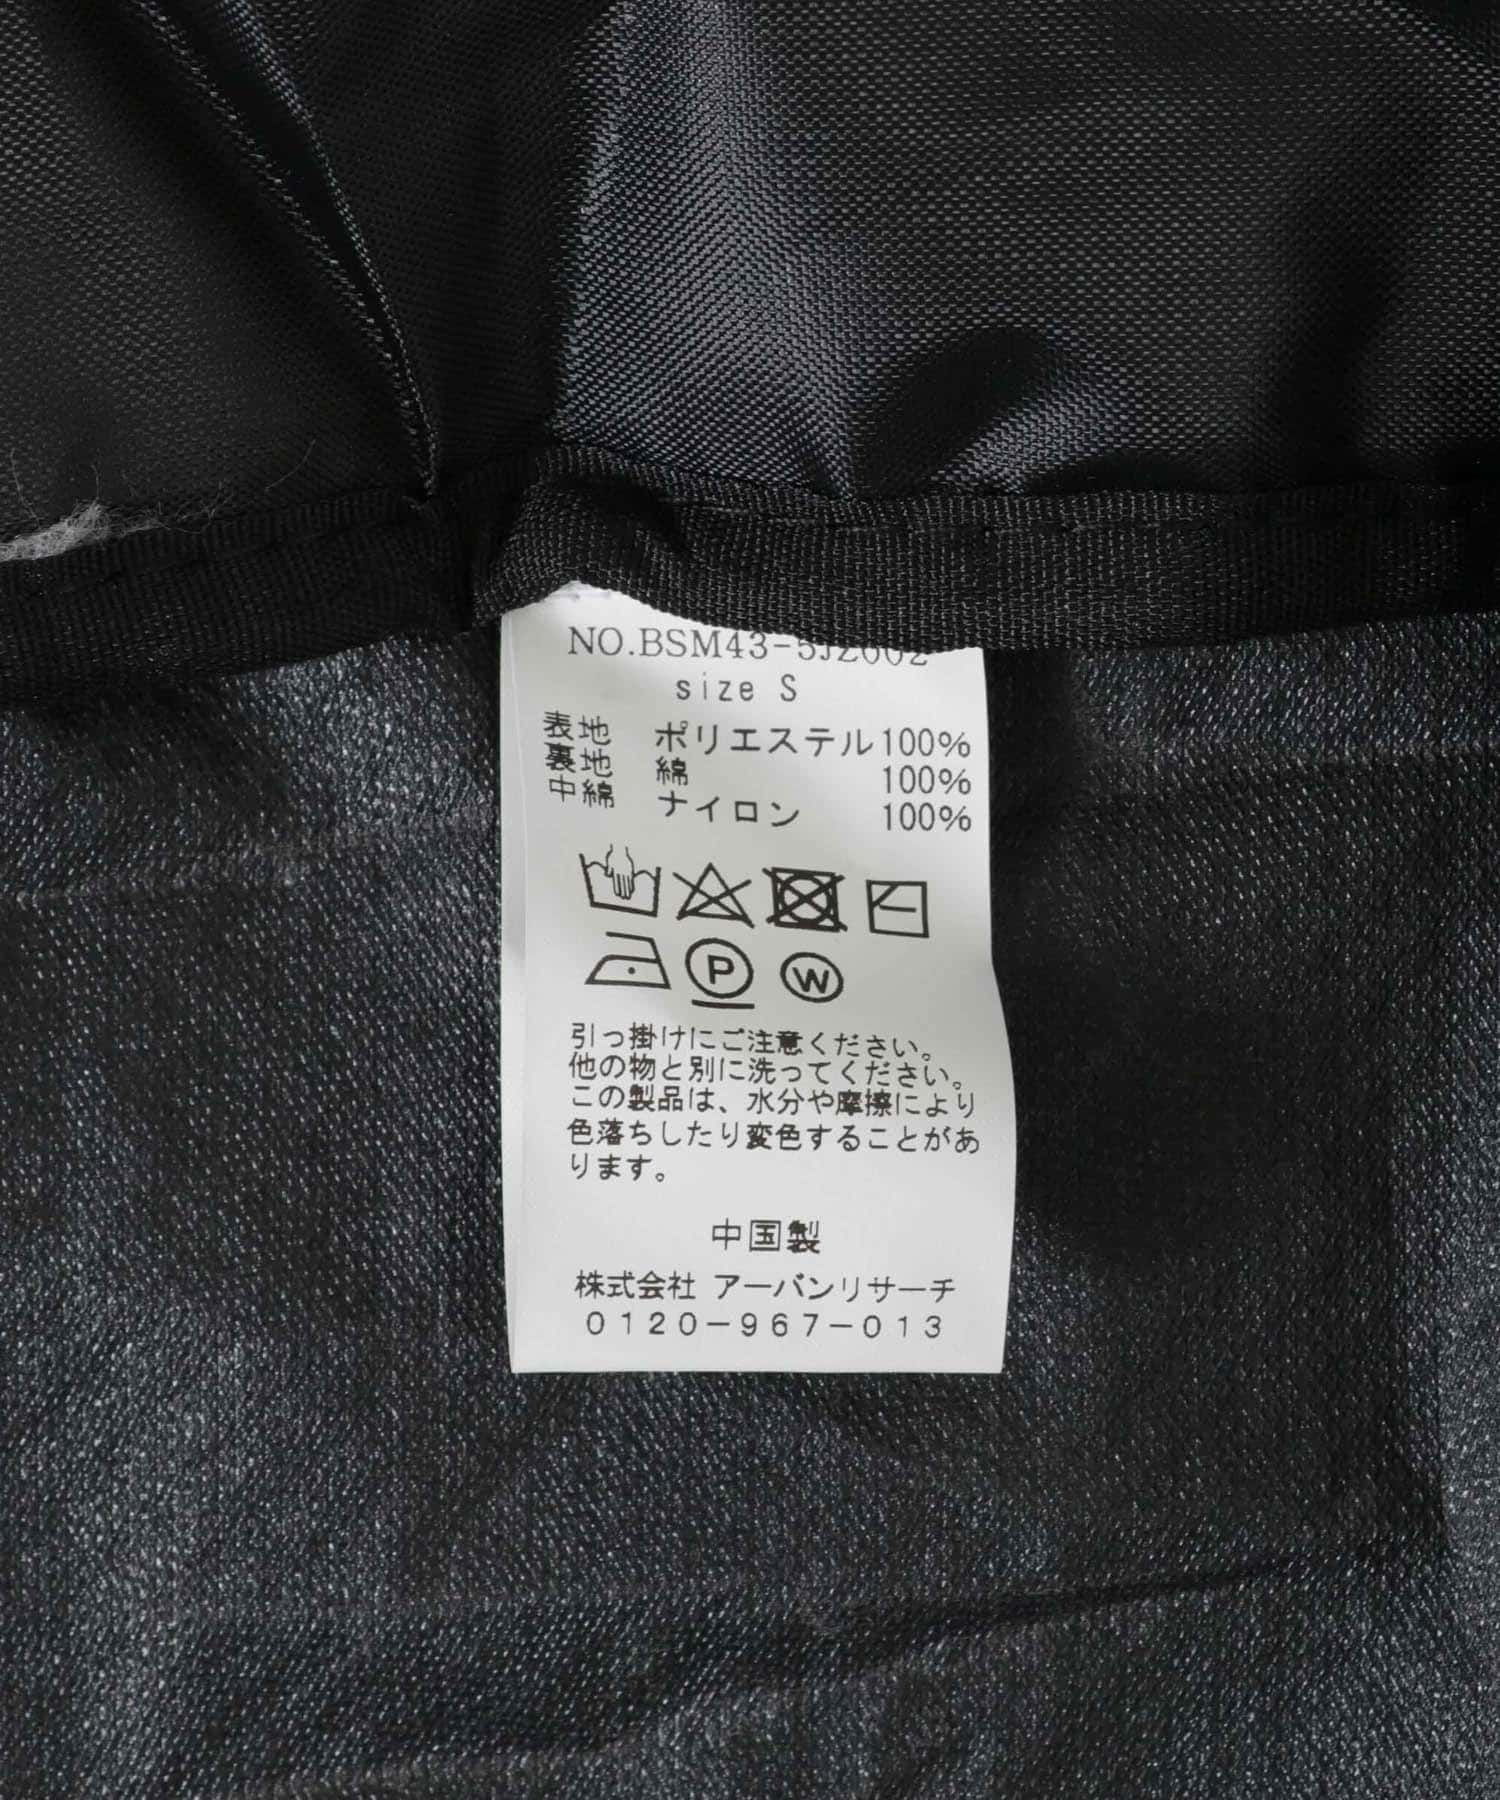 NO.BSM43-5JZ602
size S
表地 ポリエステル100%
裏地 綿 100%
中綿 ナイロン 100%
P W
引っ掛けにご注意ください。
他の物と別に洗ってください。
この製品は、水分や摩擦により
色落ちしたり変色することがあ
ります。
中国製
株式会社 アーバンリサーチ
0120-967-013